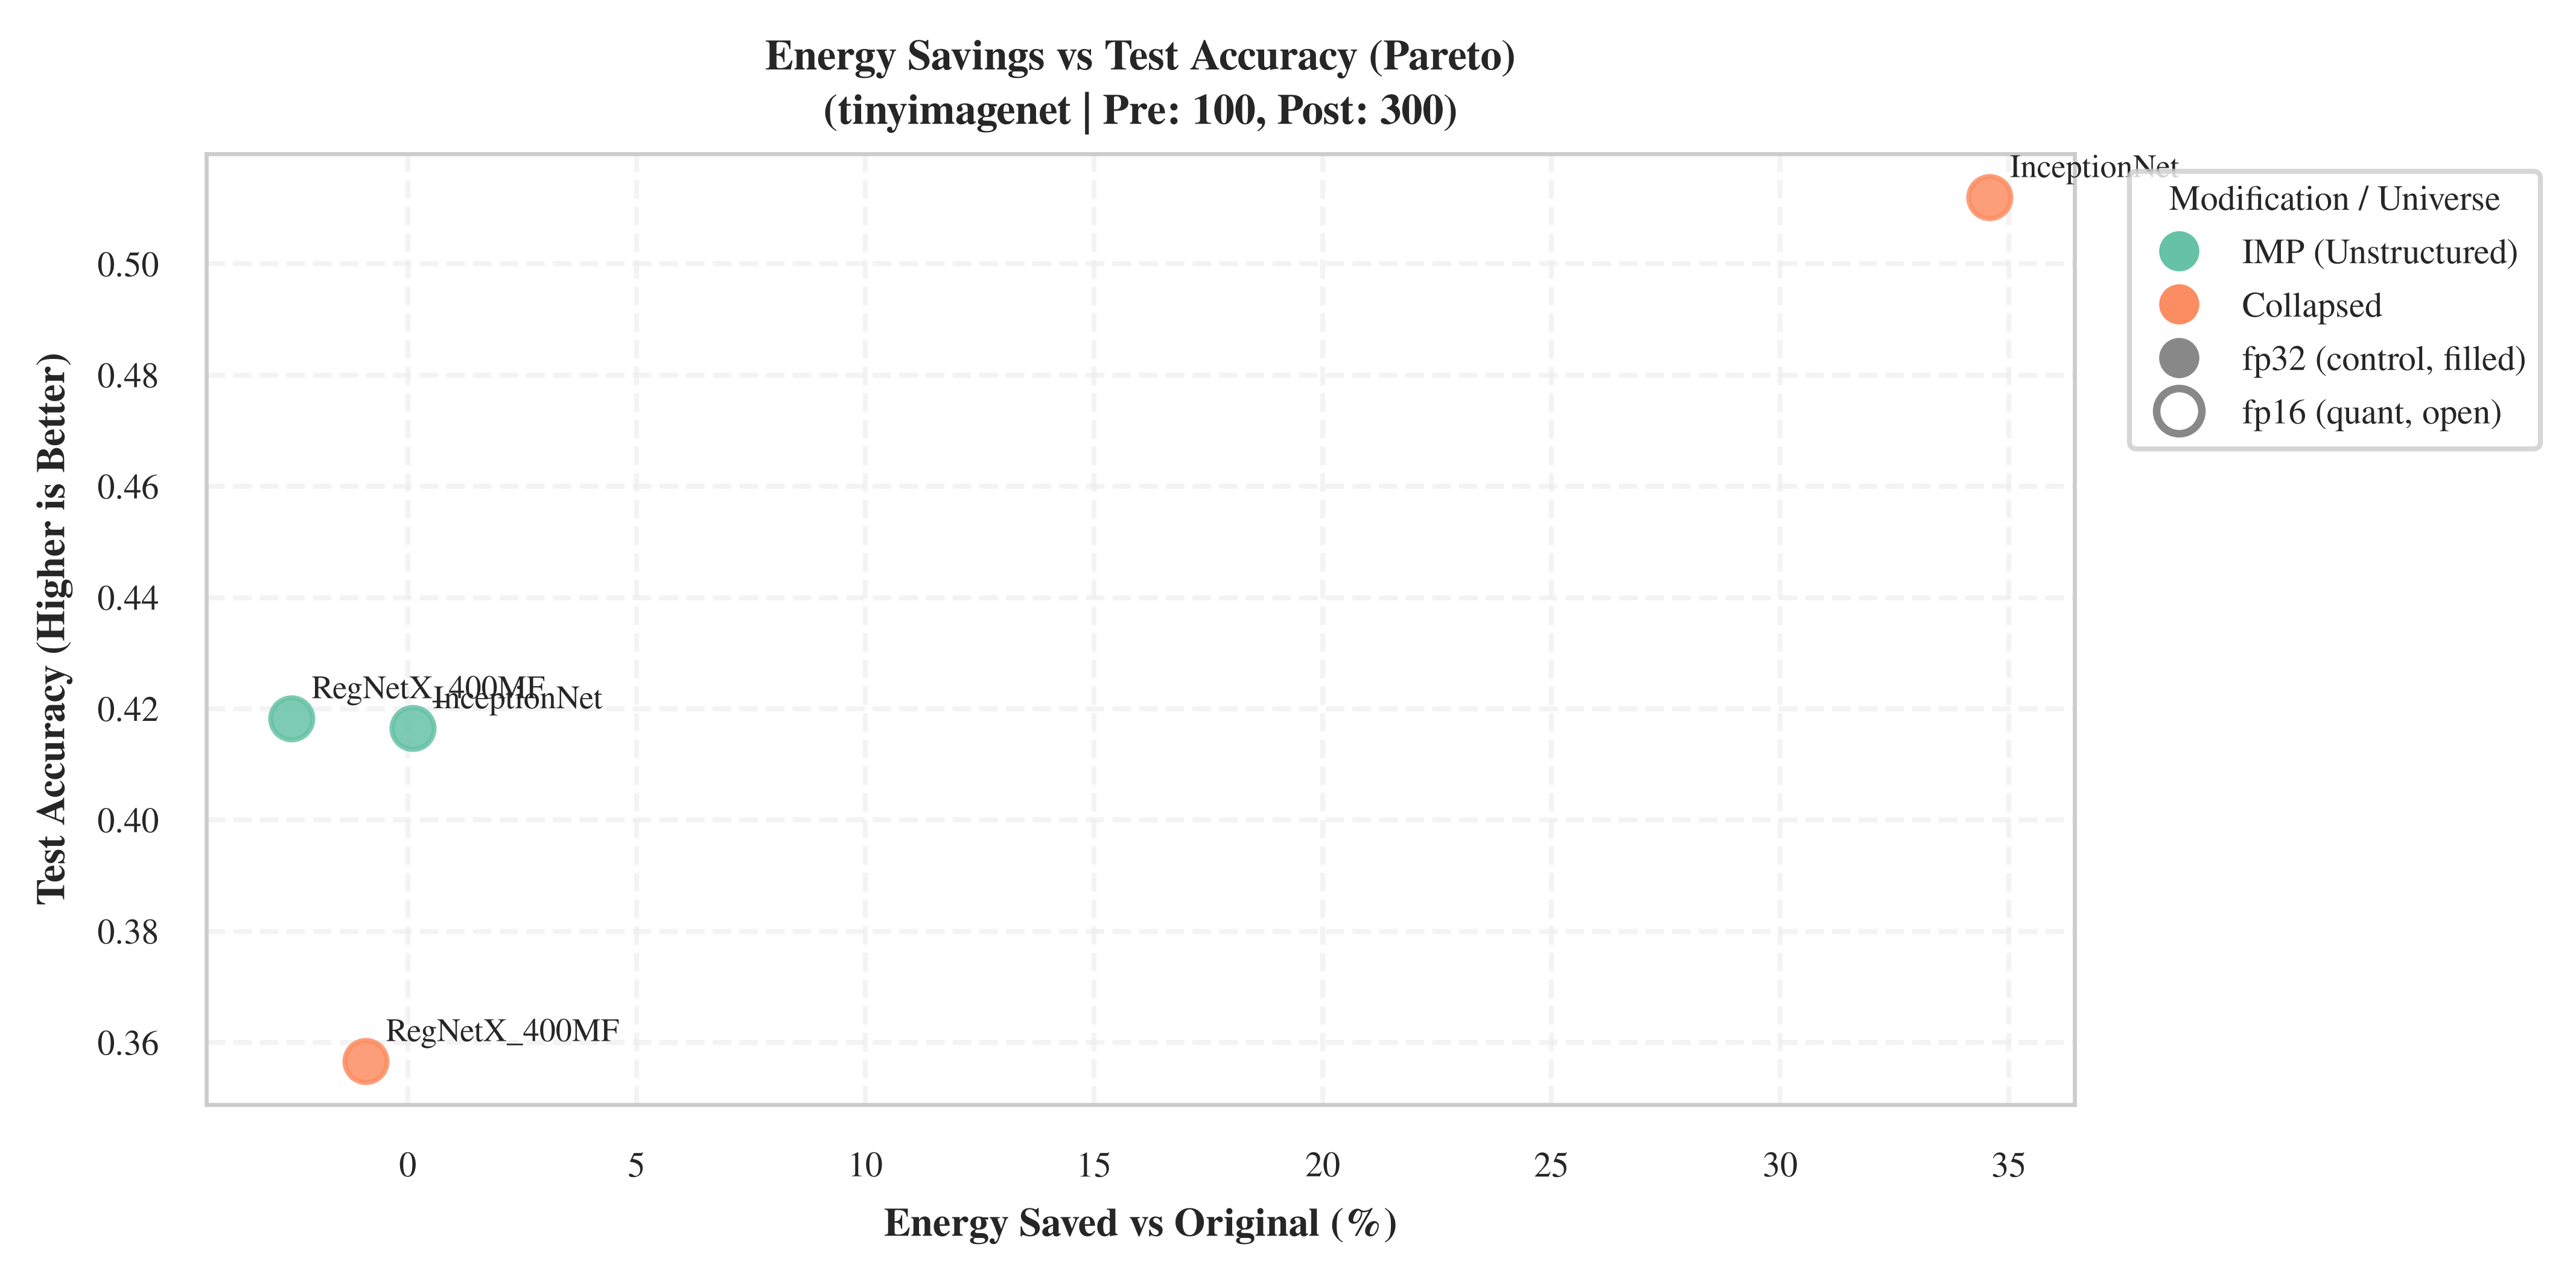 Energy Savings vs Test Accuracy (Pareto)
(tinyimagenet | Pre: 100, Post: 300)
Test Accuracy (Higher is Better)
0.50
0.48
0.46
0.44
0.42
0.40
0.38
0.36
InceptionNet
RegNetX_400MF
InceptionNet
RegNetX_400MF
0
5
10
15
20
25
30
35
Energy Saved vs Original (%)
Modification / Universe
IMP (Unstructured)
Collapsed
fp32 (control, filled)
fp16 (quant, open)